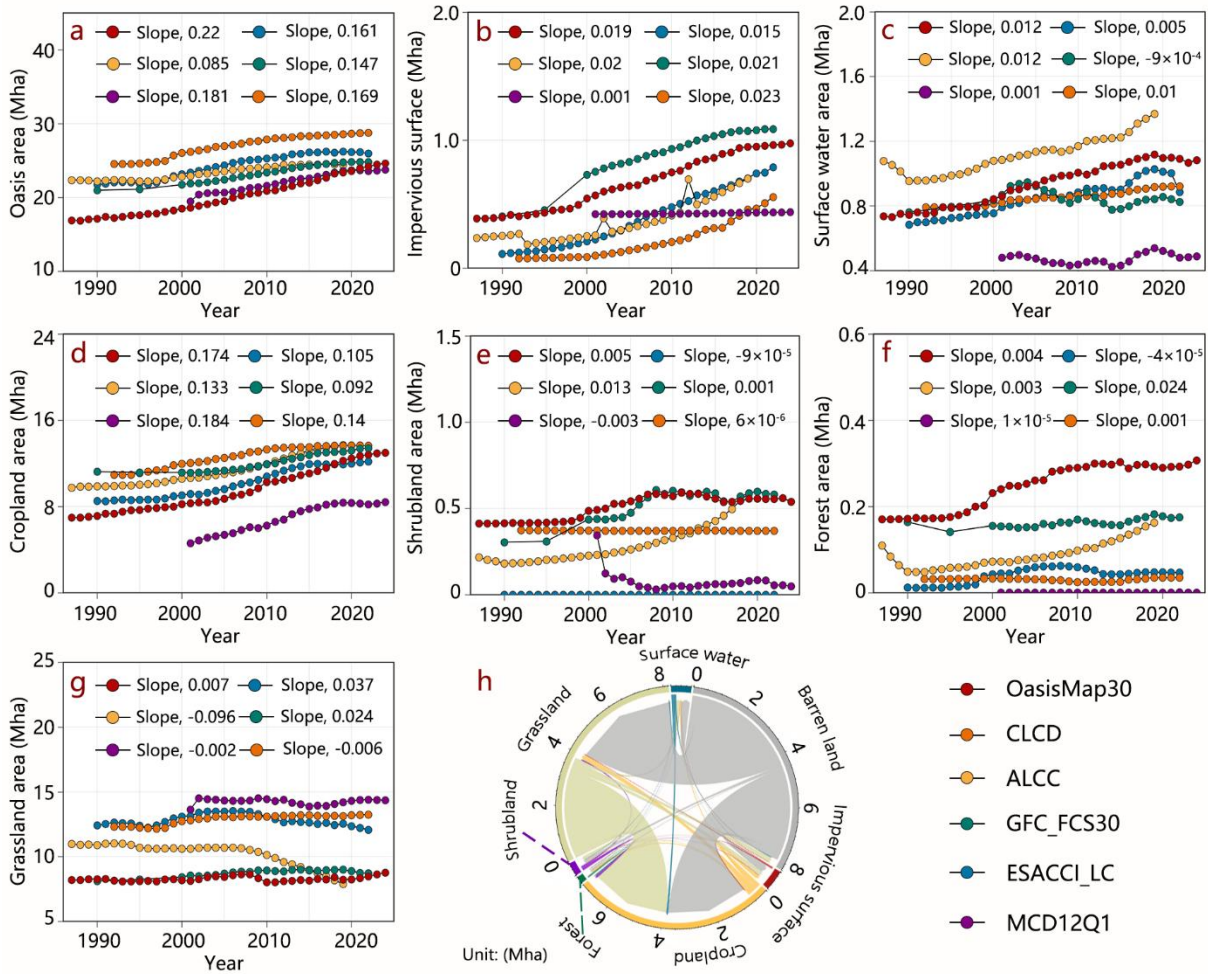 a
Slope, 0.22
Slope, 0.161
Slope, 0.085
Slope, 0.147
Slope, 0.181
Slope, 0.169
Oasis area (Mha)
40
30
20
10
1990
2000
2010
2020
Year
b
Slope, 0.019
Slope, 0.015
Slope, 0.02
Slope, 0.021
Slope, 0.001
Slope, 0.023
Impervious surface (Mha)
2.0
1.0
0
1990
2000
2010
2020
Year
c
Slope, 0.012
Slope, 0.005
Slope, 0.012
Slope, -9×10⁻⁴
Slope, 0.001
Slope, 0.01
Surface water area (Mha)
2.0
1.6
1.2
0.8
0.4
1990
2000
2010
2020
Year
d
Slope, 0.174
Slope, 0.105
Slope, 0.133
Slope, 0.092
Slope, 0.184
Slope, 0.14
Cropland area (Mha)
24
16
8
0
1990
2000
2010
2020
Year
e
Slope, 0.005
Slope, -9×10⁻⁵
Slope, 0.013
Slope, 0.001
Slope, -0.003
Slope, 6×10⁻⁶
Shrubland area (Mha)
1.5
1.0
0.5
0
1990
2000
2010
2020
Year
f
Slope, 0.004
Slope, -4×10⁻⁵
Slope, 0.003
Slope, 0.024
Slope, 1×10⁻⁵
Slope, 0.001
Forest area (Mha)
0.6
0.4
0.2
0
1990
2000
2010
2020
Year
g
Slope, 0.007
Slope, 0.037
Slope, -0.096
Slope, 0.024
Slope, -0.002
Slope, -0.006
Grassland area (Mha)
25
20
15
10
5
1990
2000
2010
2020
Year
h
Surface water
0
2
Barren land
4
6
8
Impervious surface
0
2
Cropland
4
6
Forest
Shrubland
0
2
4
Grassland
6
8
Unit: (Mha)
OasisMap30
CLCD
ALCC
GFC_FCS30
ESACCI_LC
MCD12Q1